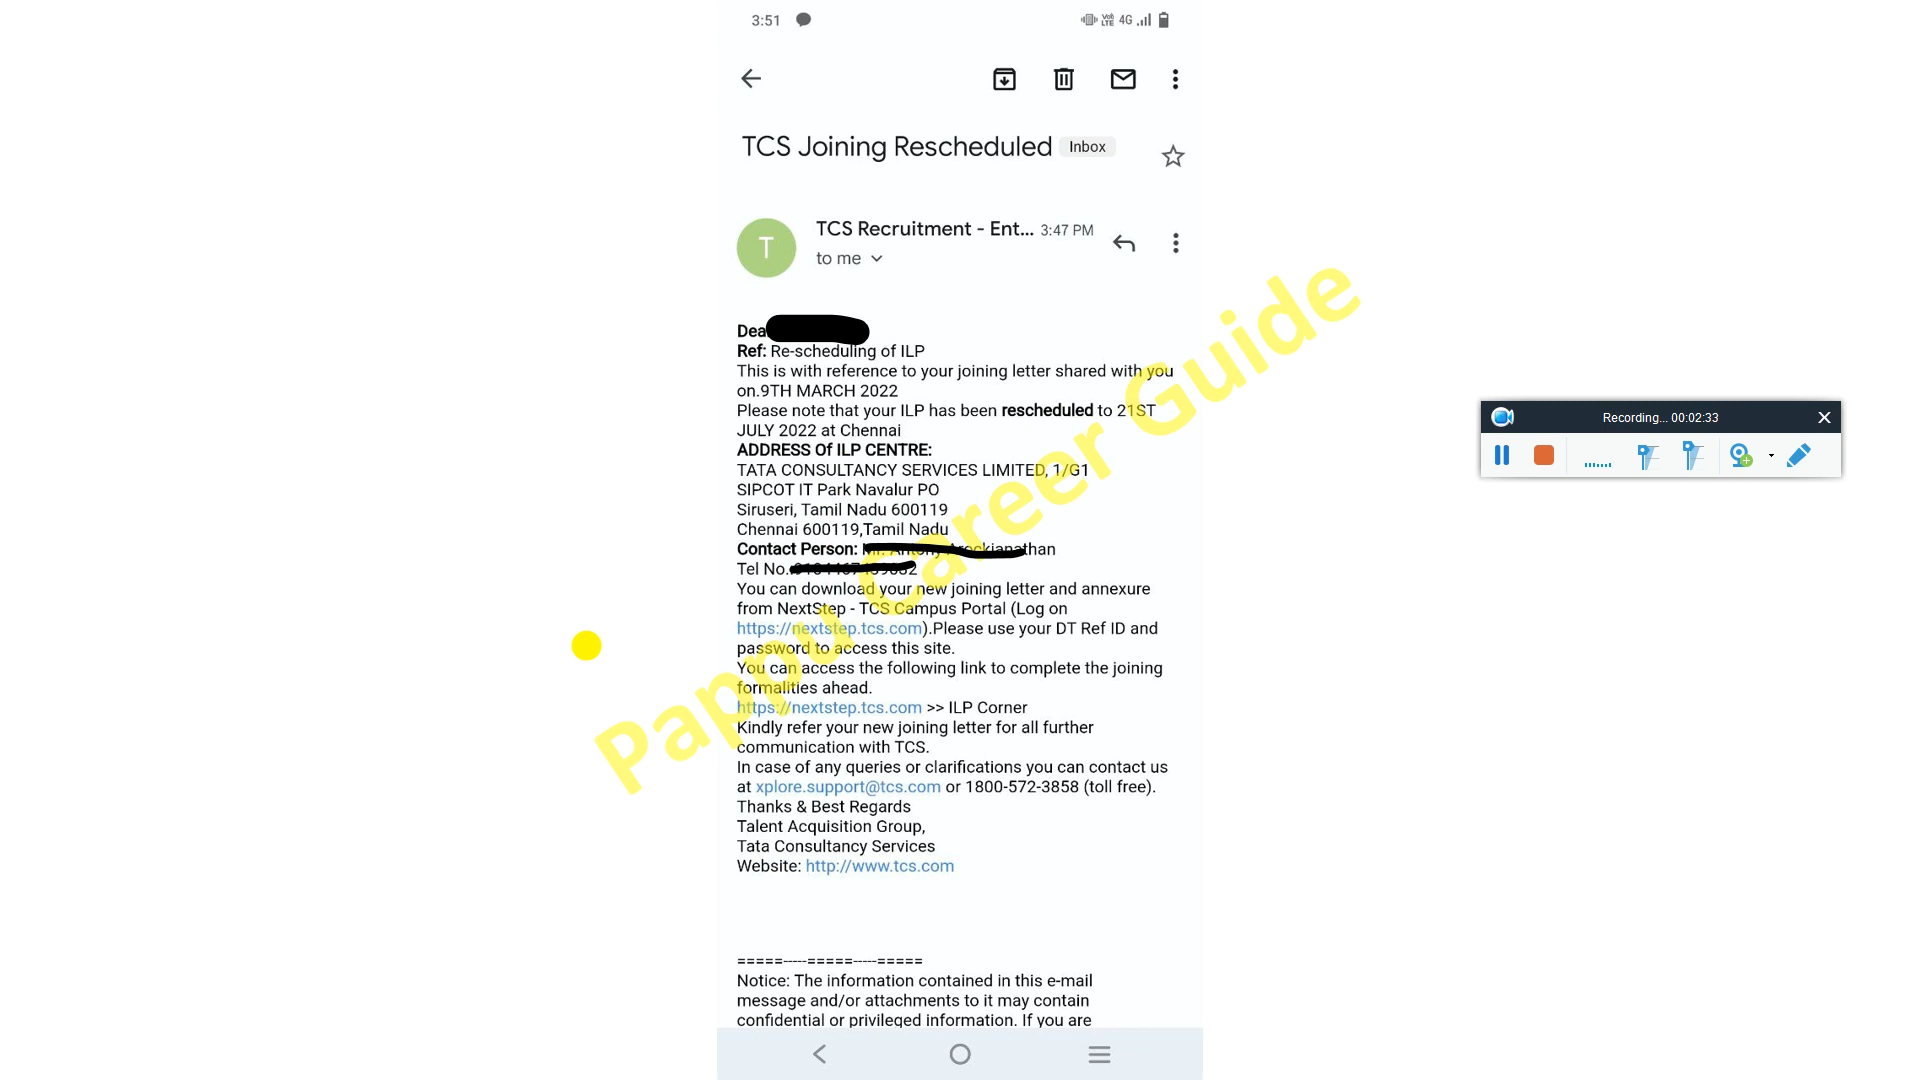 3:51
4G
TCS Joining Rescheduled Inbox
T
TCS Recruitment - Ent... 3:47 PM
to me
Dea
Ref: Re-scheduling of ILP
This is with reference to your joining letter shared with you
on.9TH MARCH 2022
Please note that your ILP has been rescheduled to 21ST
JULY 2022 at Chennai
ADDRESS Of ILP CENTRE:
TATA CONSULTANCY SERVICES LIMITED, 1/G1
SIPCOT IT Park Navalur PO
Siruseri, Tamil Nadu 600119
Chennai 600119,Tamil Nadu
Contact Person:
Tel No.
You can download your new joining letter and annexure
from NextStep - TCS Campus Portal (Log on
https://nextstep.tcs.com).Please use your DT Ref ID and
password to access this site.
You can access the following link to complete the joining
formalities ahead.
https://nextstep.tcs.com >> ILP Corner
Kindly refer your new joining letter for all further
communication with TCS.
In case of any queries or clarifications you can contact us
at xplore.support@tcs.com or 1800-572-3858 (toll free).
Thanks & Best Regards
Talent Acquisition Group,
Tata Consultancy Services
Website: http://www.tcs.com
=====-----=====-----=====
Notice: The information contained in this e-mail
message and/or attachments to it may contain
confidential or privileged information. If you are
Pappu Career Guide
Recording... 00:02:33